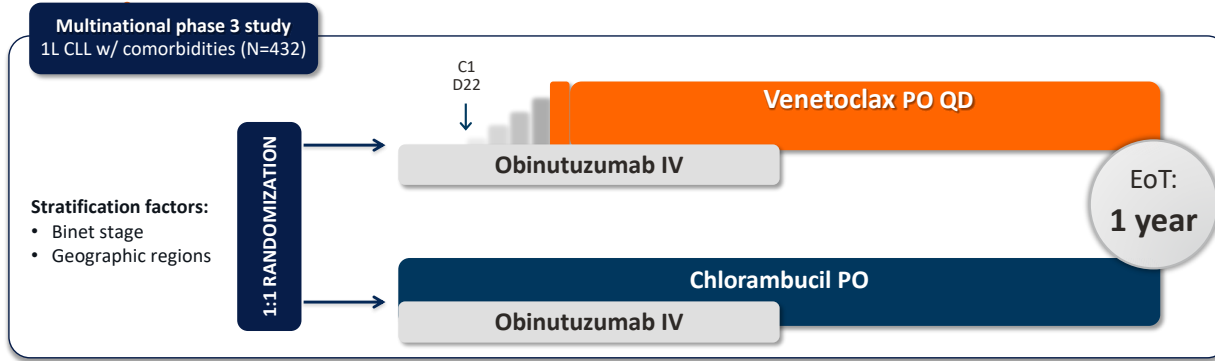 Multinational phase 3 study
1L CLL w/ comorbidities (N=432)
C1
D22
Venetoclax PO QD
Obinutuzumab IV
1:1 RANDOMIZATION
Stratification factors:
• Binet stage
• Geographic regions
EoT:
1 year
Chlorambucil PO
Obinutuzumab IV